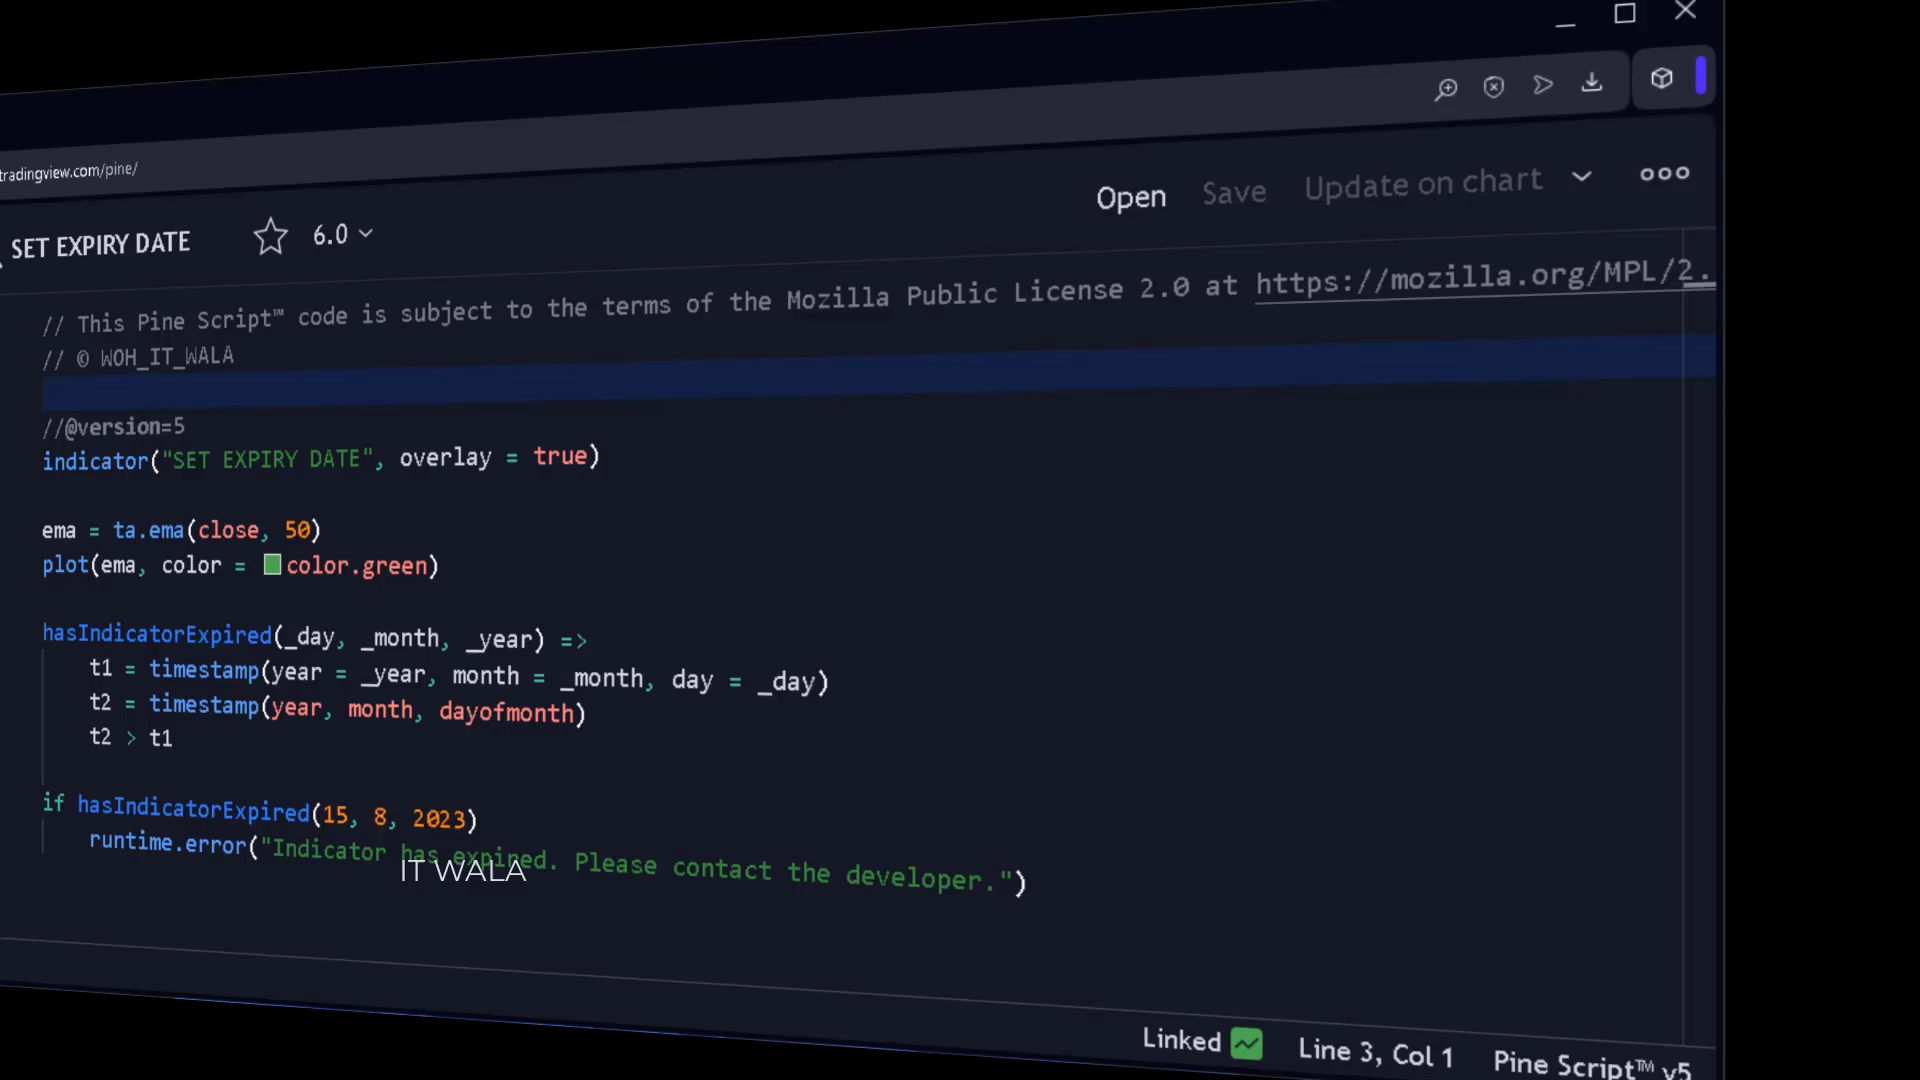 tradingview.com/pine/
Open Save Update on chart
SET EXPIRY DATE 6.0
// This Pine Script™ code is subject to the terms of the Mozilla Public License 2.0 at https://mozilla.org/MPL/2.
// © WOH_IT_WALA
//@version=5
indicator("SET EXPIRY DATE", overlay = true)
ema = ta.ema(close, 50)
plot(ema, color = color.green)
hasIndicatorExpired(_day, _month, _year) =>
t1 = timestamp(year = _year, month = _month, day = _day)
t2 = timestamp(year, month, dayofmonth)
t2 > t1
if hasIndicatorExpired(15, 8, 2023)
runtime.error("Indicator has expired. Please contact the developer.")
IT WALA
Linked Line 3, Col 1 Pine Script™ v5